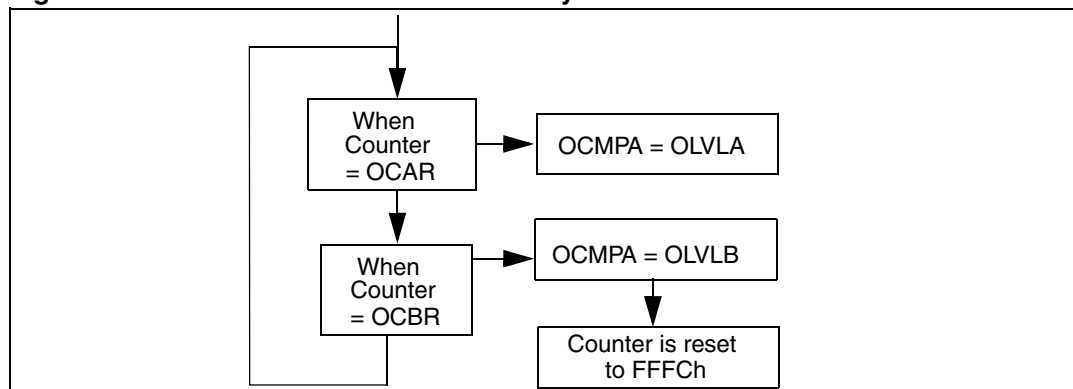 When
Counter
= OCAR
OCMPA = OLVLA
When
Counter
= OCBR
OCMPA = OLVLB
Counter is reset
to FFFCh